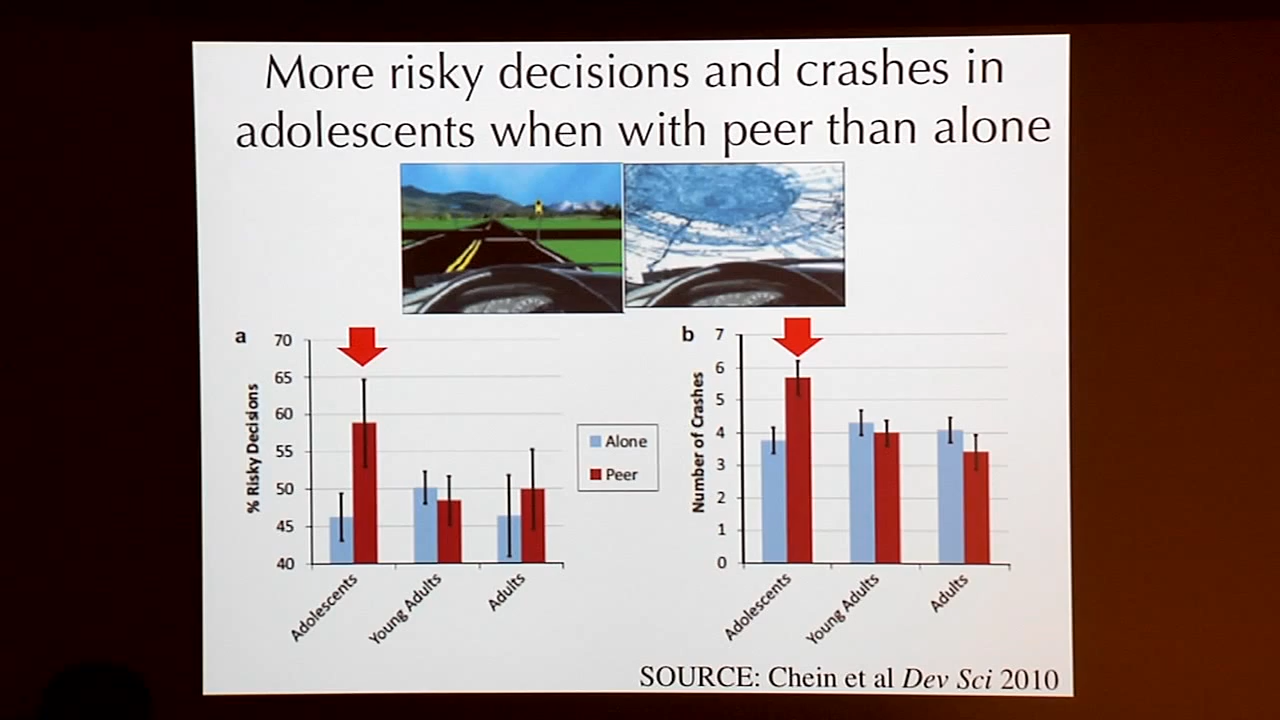 More risky decisions and crashes in
adolescents when with peer than alone
a
70
65
60
55
50
45
40
% Risky Decisions
Adolescents
Young Adults
Adults
Alone
Peer
b
7
6
5
4
3
2
1
0
Number of Crashes
Adolescents
Young Adults
Adults
SOURCE: Chein et al Dev Sci 2010